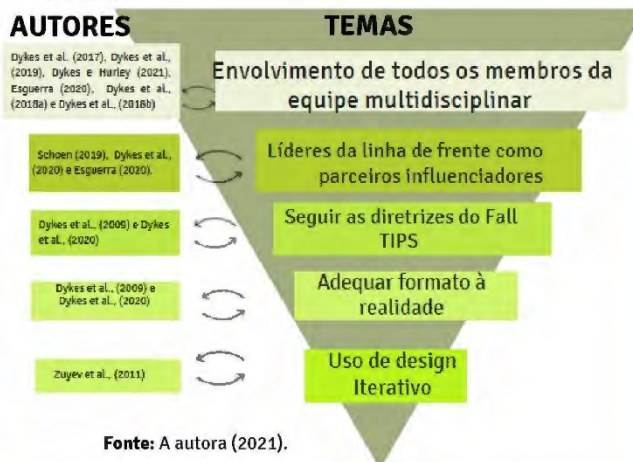 AUTORES TEMAS
Dykes et al. (2017), Dykes et al.,
(2019), Dykes e Hurley (2021),
Esguerra (2020), Dykes et al.,
(2018a) e Dykes et al., (2018b)
Envolvimento de todos os membros da
equipe multidisciplinar
Schoen (2019), Dykes et al.,
(2020) e Esguerra (2020).
Líderes da linha de frente como
parceiros influenciadores
Dykes et al., (2009) e Dykes
et al., (2020)
Seguir as diretrizes do Fall
TIPS
Dykes et al., (2009) e
Dykes et al., (2020)
Adequar formato à
realidade
Zuyev et al., (2011)
Uso de design
Iterativo
Fonte: A autora (2021).